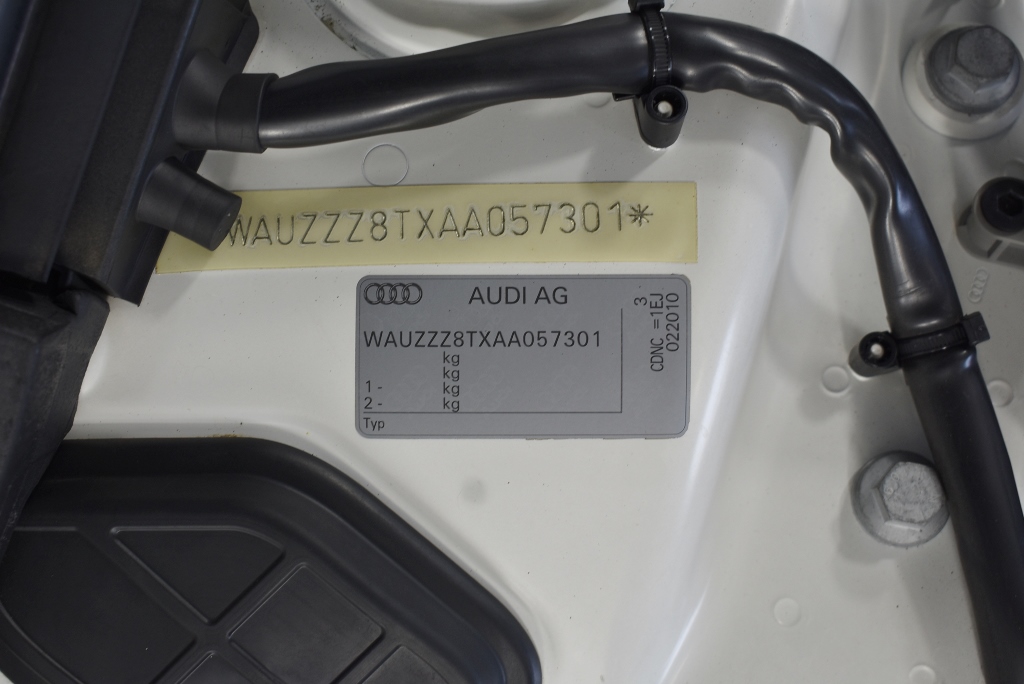 WAUZZZ8TXAA057301*
AUDI AG
WAUZZZ8TXAA057301
kg
kg
1 - kg
2 - kg
Typ
3
CDNC =1EJ
022010